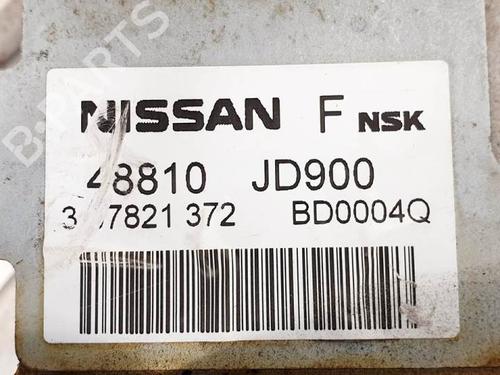 B-PARTS
NISSAN F NSK
48810 JD900
7821 372 BD0004Q